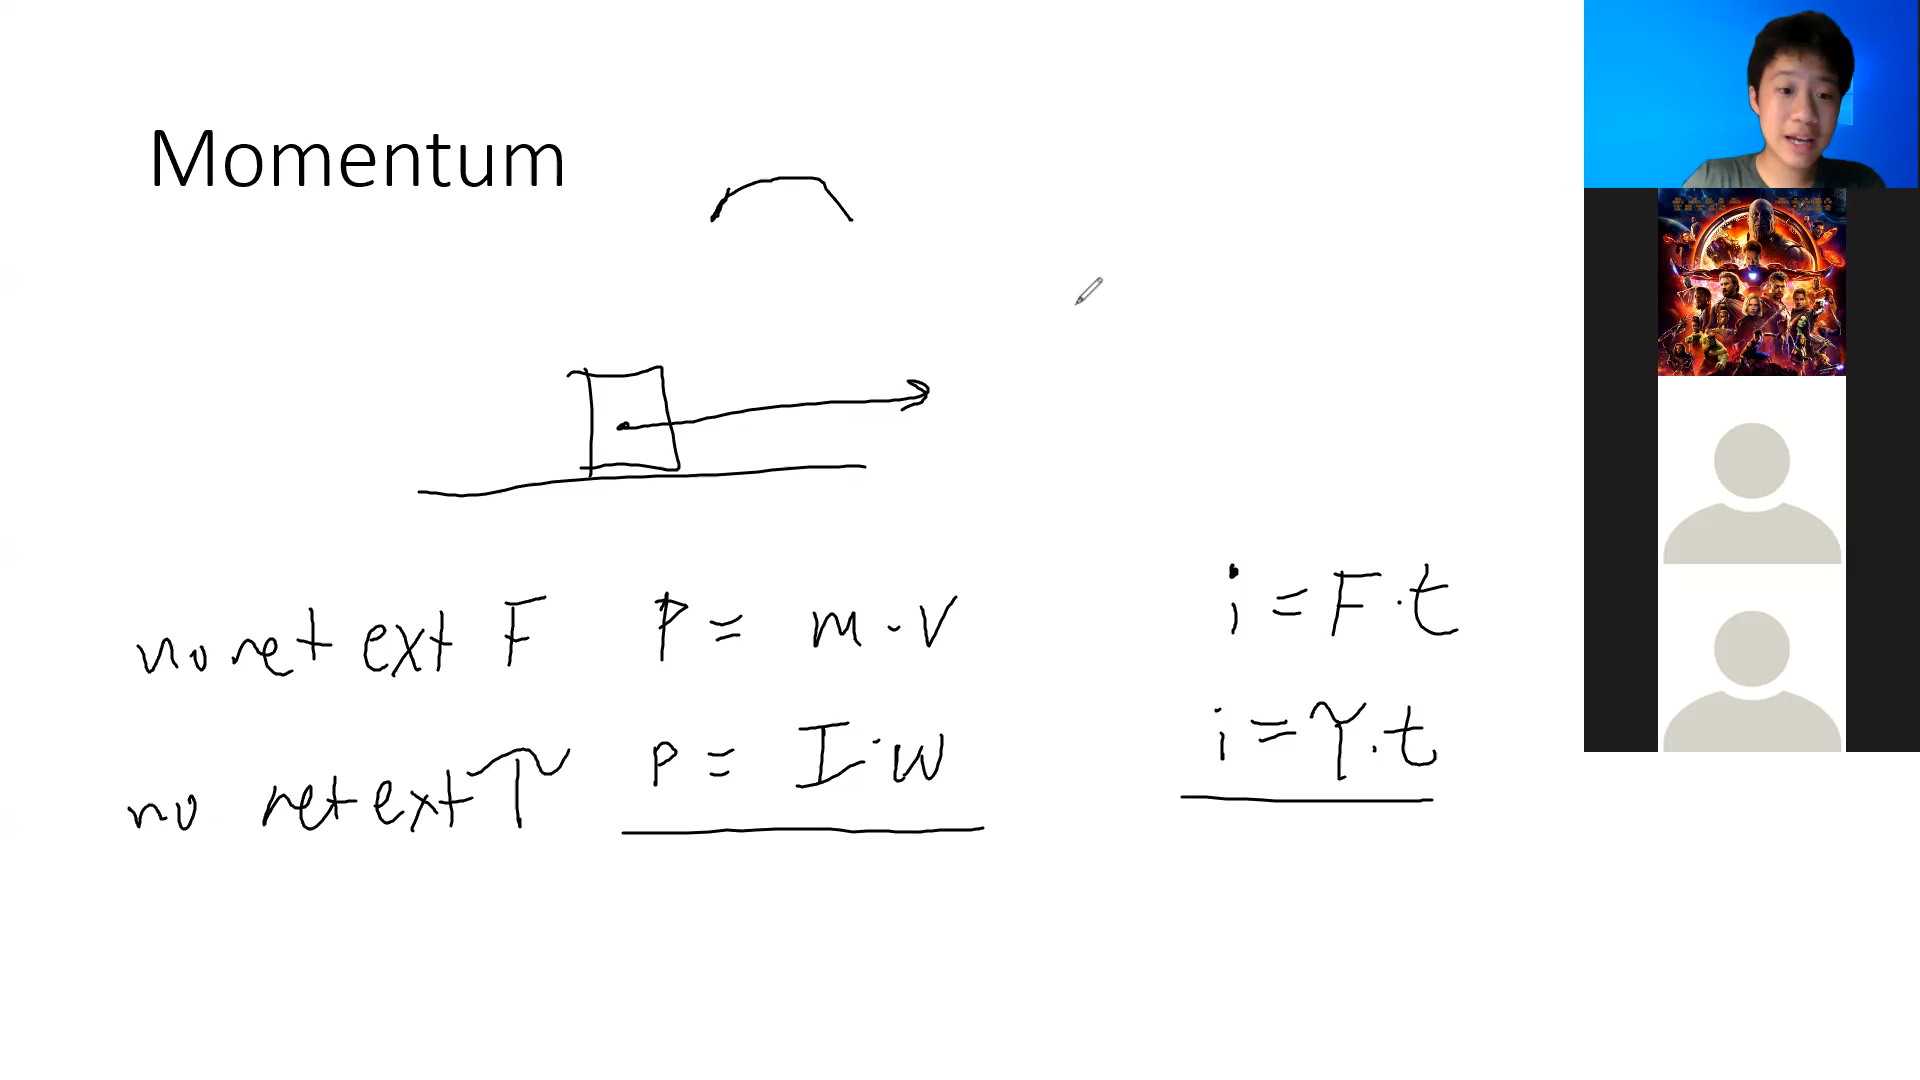 Momentum
no net ext F P = m · v i = F · t
no net ext τ P = I · w i = τ · t